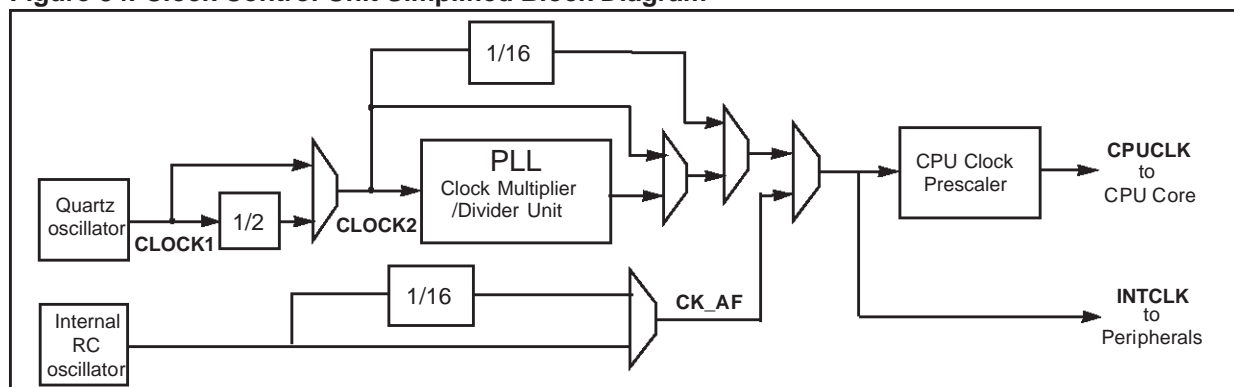 Figure Clock Control Unit Simplified Block Diagram
1/16
PLL
Clock Multiplier
/Divider Unit
CPU Clock
Prescaler
CPUCLK
to
CPU Core
Quartz
oscillator
CLOCK1
1/2
CLOCK2
1/16
CK_AF
INTCLK
to
Peripherals
Internal
RC
oscillator